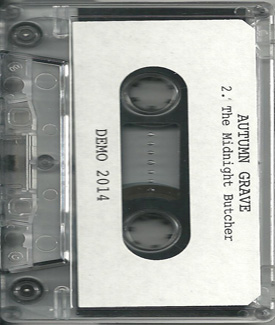 AUTUMN GRAVE
2. The Midnight Butcher
DEMO 2014